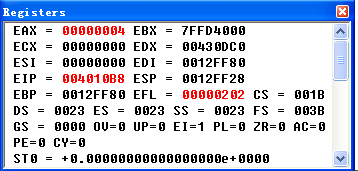 Registers
EAX = 00000004 EBX = 7FFD4000
ECX = 00000000 EDX = 00430DC0
ESI = 00000000 EDI = 0012FF80
EIP = 004010B8 ESP = 0012FF28
EBP = 0012FF80 EFL = 00000202 CS = 001B
DS = 0023 ES = 0023 SS = 0023 FS = 003B
GS = 0000 OV=0 UP=0 EI=1 PL=0 ZR=0 AC=0
PE=0 CY=0
ST0 = +0.00000000000000000e+0000